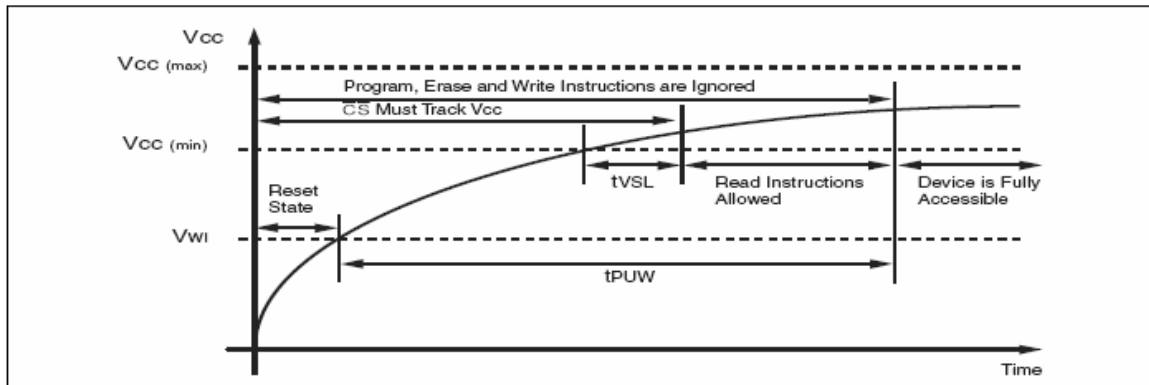 Vcc
Vcc (max)
Program, Erase and Write Instructions are Ignored
CS Must Track Vcc
Vcc (min)
tVSL
Read Instructions
Allowed
Device is Fully
Accessible
Reset
State
VWI
tPUW
Time